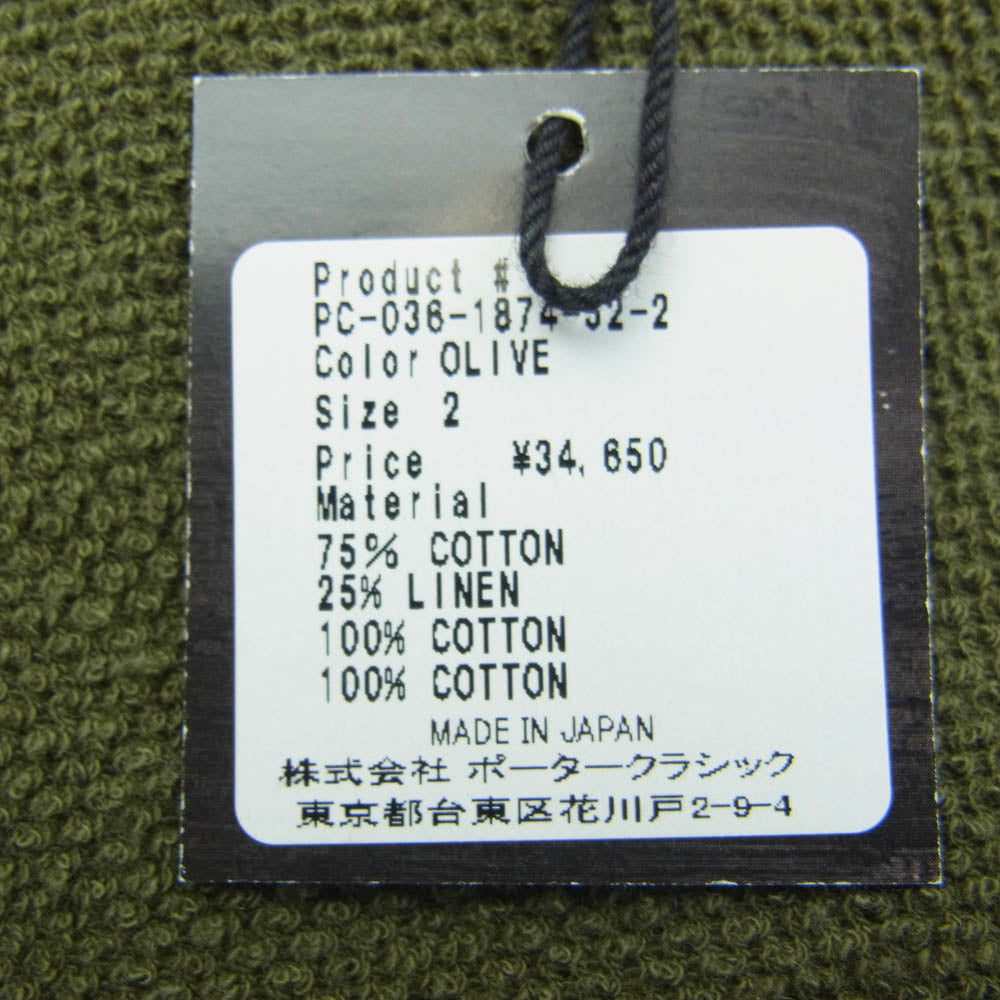 Product #
PC-036-1874-52-2
Color OLIVE
Size 2
Price ¥34,650
Material
75% COTTON
25% LINEN
100% COTTON
100% COTTON
MADE IN JAPAN
株式会社 ポータークラシック
東京都台東区花川戸2-9-4